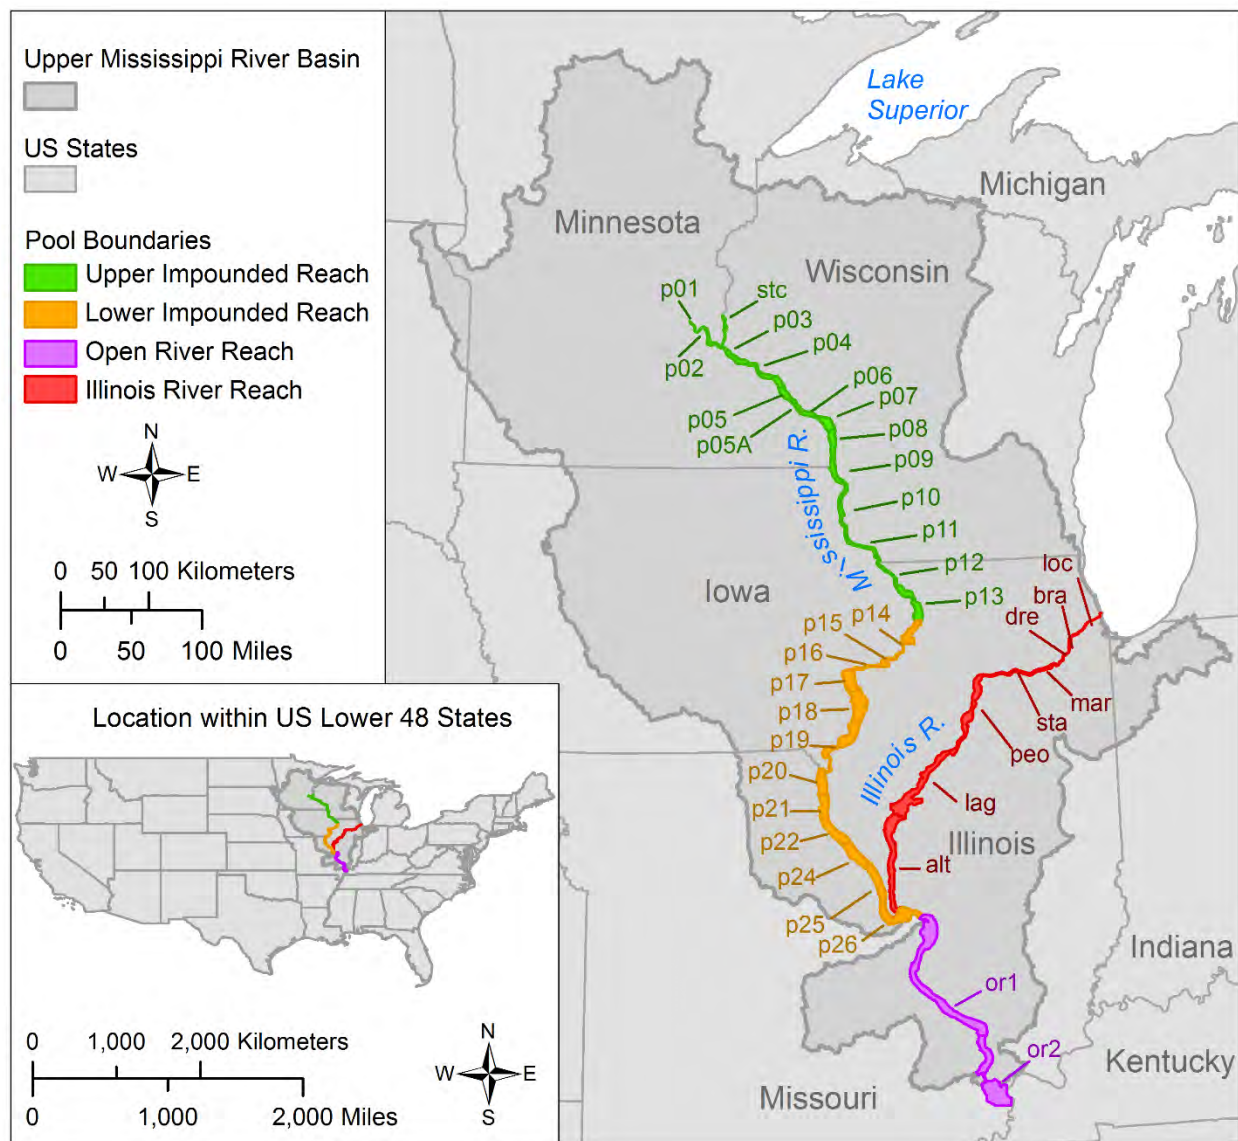 Upper Mississippi River Basin
US States
Pool Boundaries
Upper Impounded Reach
Lower Impounded Reach
Open River Reach
Illinois River Reach
N
W E
S
0 50 100 Kilometers
0 50 100 Miles
Location within US Lower 48 States
0 1,000 2,000 Kilometers
0 1,000 2,000 Miles
N
W E
S
Lake
Superior
Michigan
Minnesota
Wisconsin
p01
stc
p03
p02
p04
p06
p07
p05
p05A
p08
p09
Mississippi R.
p10
p11
p12
p13
Iowa
loc
bra
dre
p14
p15
p16
p17
p18
p19
mar
sta
peo
Illinois R.
lag
p20
p21
p22
p24
p25
p26
Illinois
alt
Indiana
or1
or2
Kentucky
Missouri